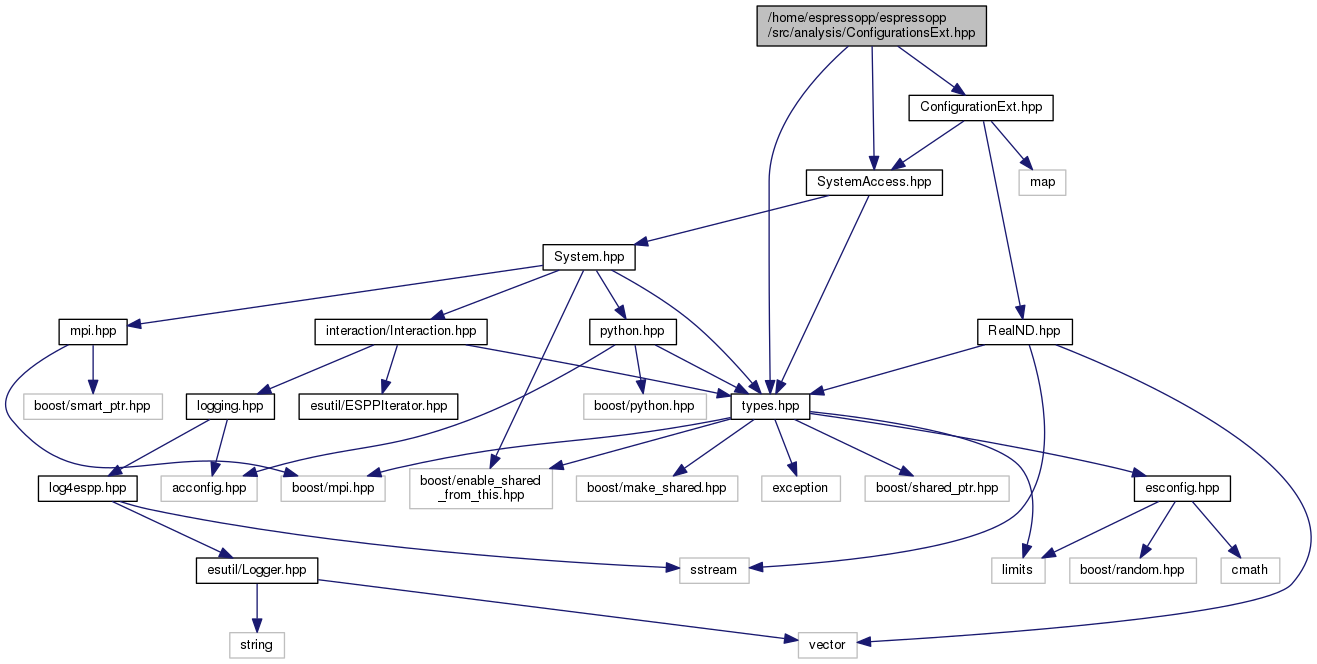 /home/espressopp/espressopp
/src/analysis/ConfigurationsExt.hpp
ConfigurationExt.hpp
SystemAccess.hpp
map
System.hpp
mpi.hpp
interaction/Interaction.hpp
python.hpp
RealND.hpp
boost/smart_ptr.hpp
logging.hpp
esutil/ESPPIterator.hpp
boost/python.hpp
types.hpp
log4espp.hpp
acconfig.hpp
boost/mpi.hpp
boost/enable_shared
_from_this.hpp
boost/make_shared.hpp
exception
boost/shared_ptr.hpp
esconfig.hpp
esutil/Logger.hpp
sstream
limits
boost/random.hpp
cmath
string
vector